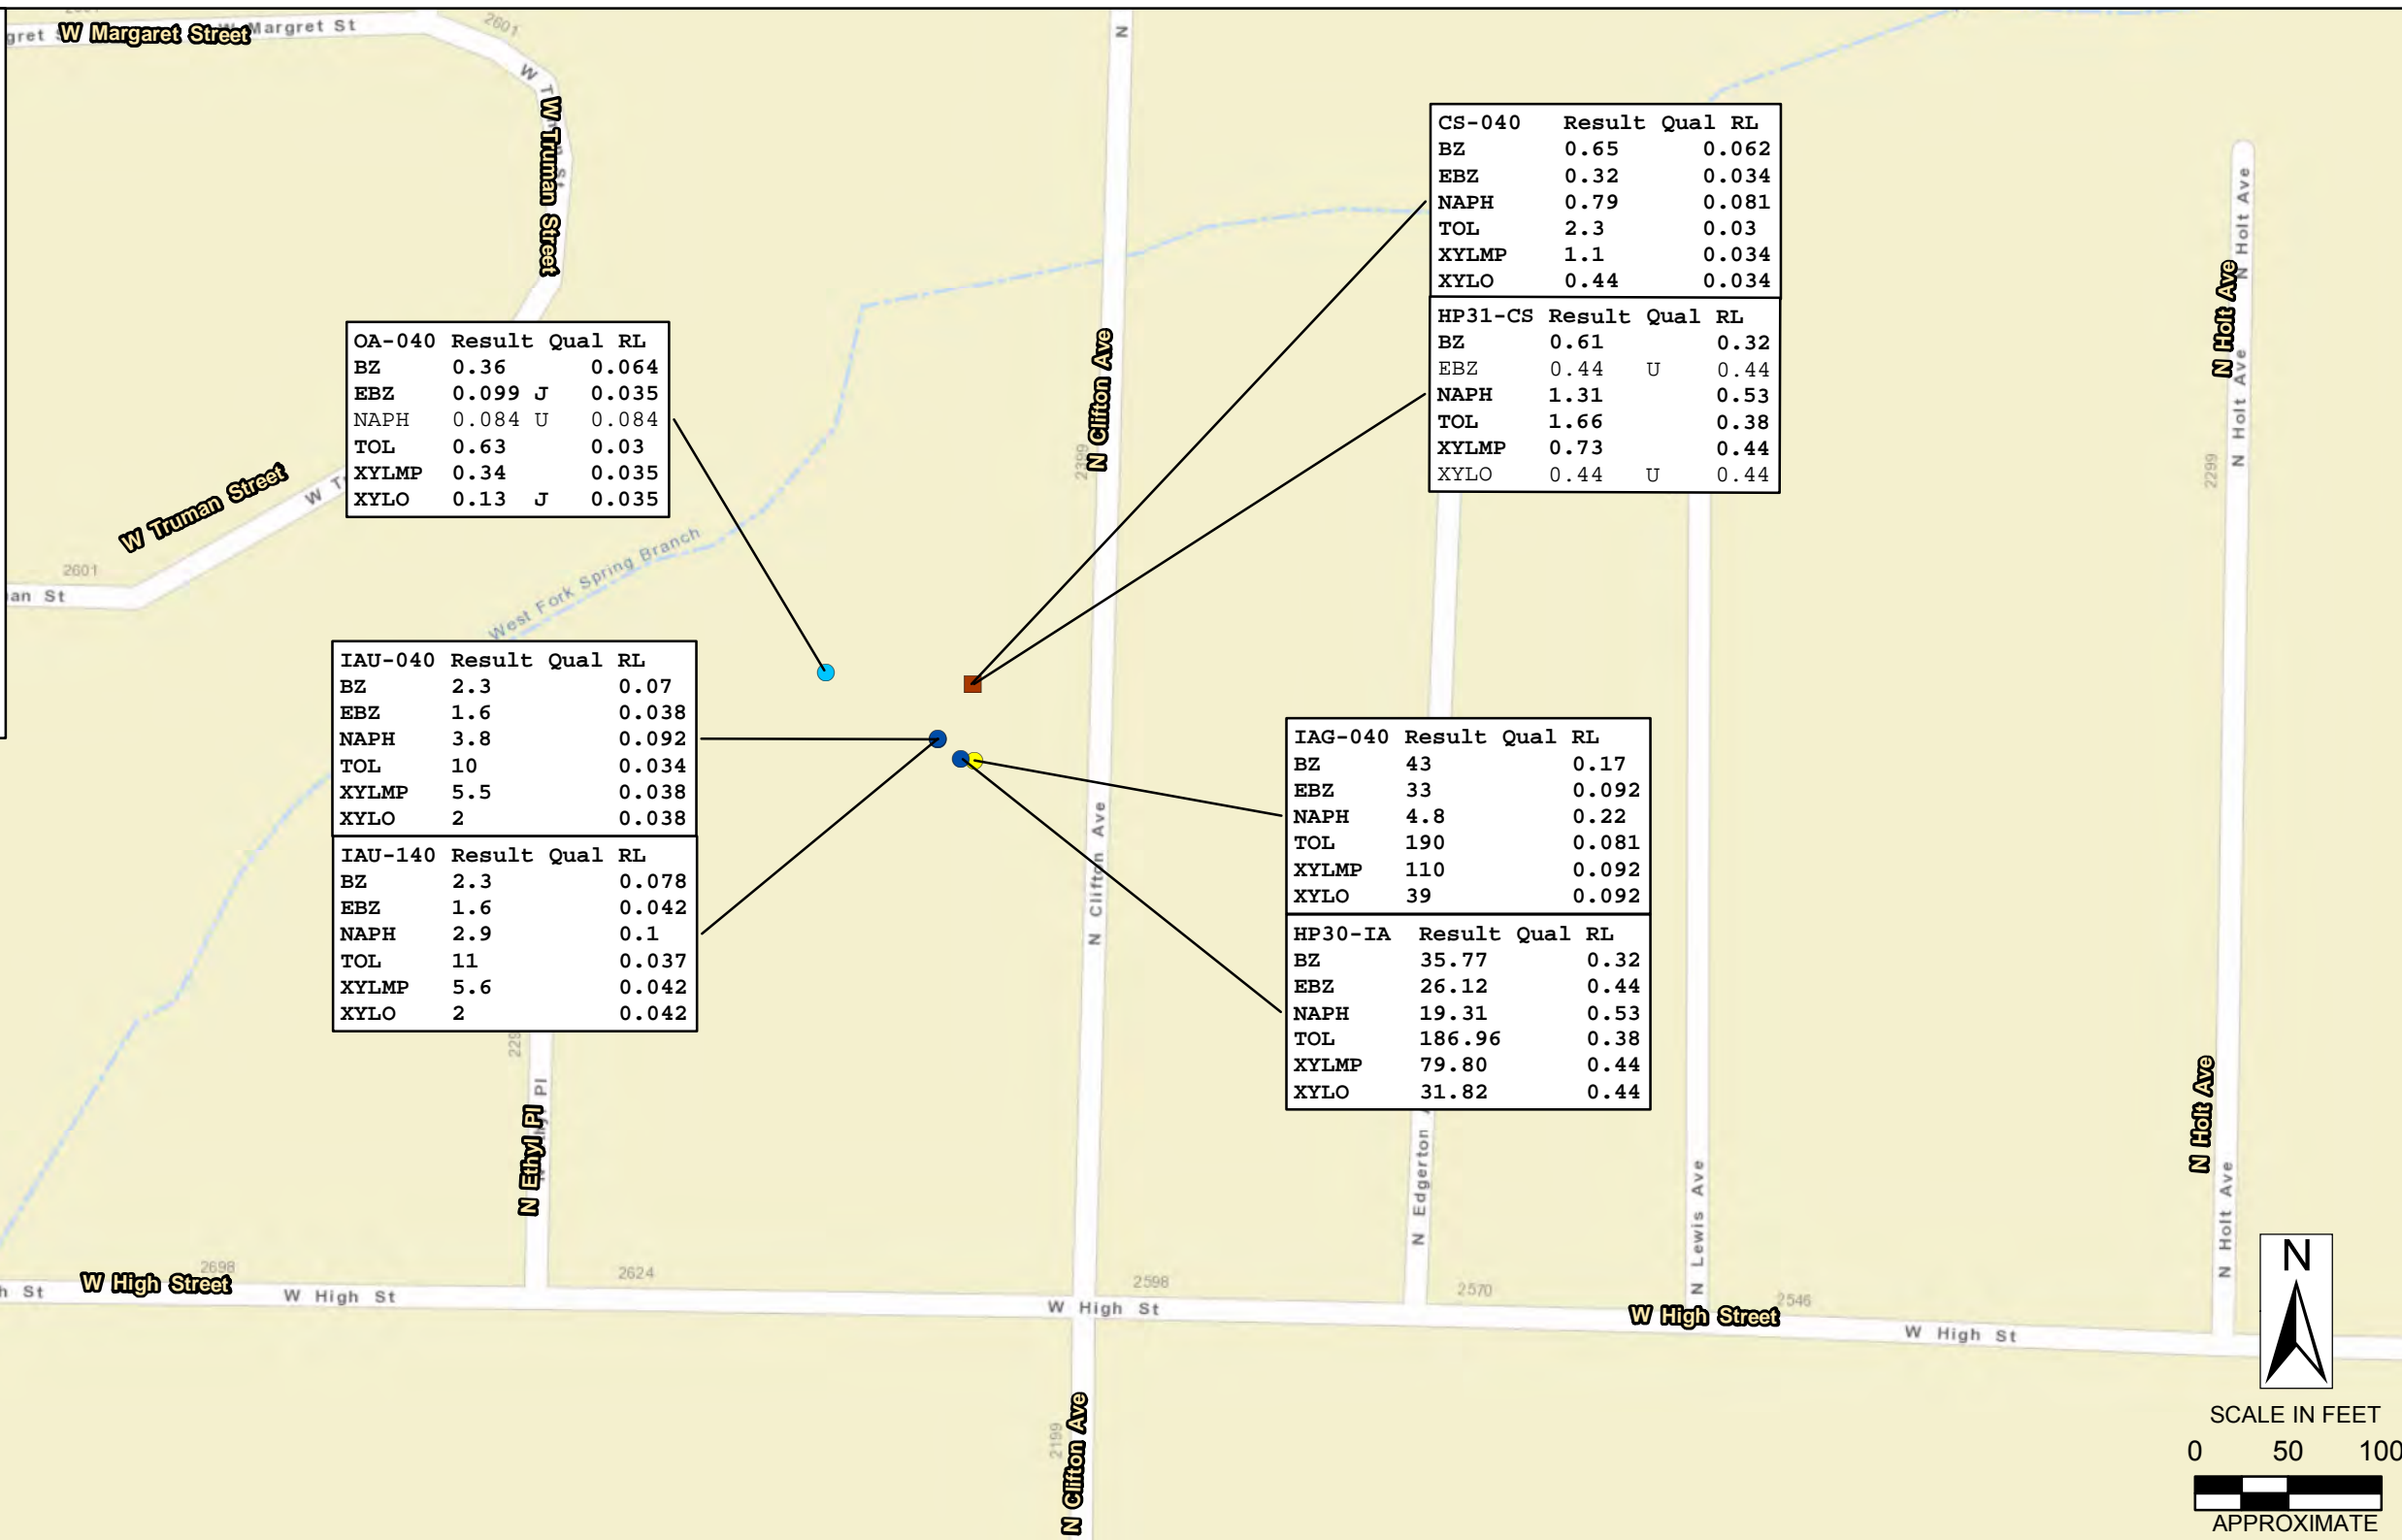 W Margaret Street
W Margret St
2601
W Truman Street
N
CS-040 Result Qual RL
BZ 0.65 0.062
EBZ 0.32 0.034
NAPH 0.79 0.081
TOL 2.3 0.03
XYLMP 1.1 0.034
XYLO 0.44 0.034
HP31-CS Result Qual RL
BZ 0.61 0.32
EBZ 0.44 U 0.44
NAPH 1.31 0.53
TOL 1.66 0.38
XYLMP 0.73 0.44
XYLO 0.44 U 0.44
N Holt Ave
N Holt Ave
N Holt Ave
2299
OA-040 Result Qual RL
BZ 0.36 0.064
EBZ 0.099 J 0.035
NAPH 0.084 U 0.084
TOL 0.63 0.03
XYLMP 0.34 0.035
XYLO 0.13 J 0.035
N Clifton Ave
2399
W Truman Street
2601
an St
West Fork Spring Branch
IAU-040 Result Qual RL
BZ 2.3 0.07
EBZ 1.6 0.038
NAPH 3.8 0.092
TOL 10 0.034
XYLMP 5.5 0.038
XYLO 2 0.038
IAU-140 Result Qual RL
BZ 2.3 0.078
EBZ 1.6 0.042
NAPH 2.9 0.1
TOL 11 0.037
XYLMP 5.6 0.042
XYLO 2 0.042
N Clifton Ave
IAG-040 Result Qual RL
BZ 43 0.17
EBZ 33 0.092
NAPH 4.8 0.22
TOL 190 0.081
XYLMP 110 0.092
XYLO 39 0.092
HP30-IA Result Qual RL
BZ 35.77 0.32
EBZ 26.12 0.44
NAPH 19.31 0.53
TOL 186.96 0.38
XYLMP 79.80 0.44
XYLO 31.82 0.44
N Ethyl Pl
N Edgerton
N Lewis Ave
N Holt Ave
N Holt Ave
2698
W High Street
h St
W High St
2624
2598
W High St
2570
W High Street
2546
W High St
2199
N Clifton Ave
N
SCALE IN FEET
0 50 100
APPROXIMATE